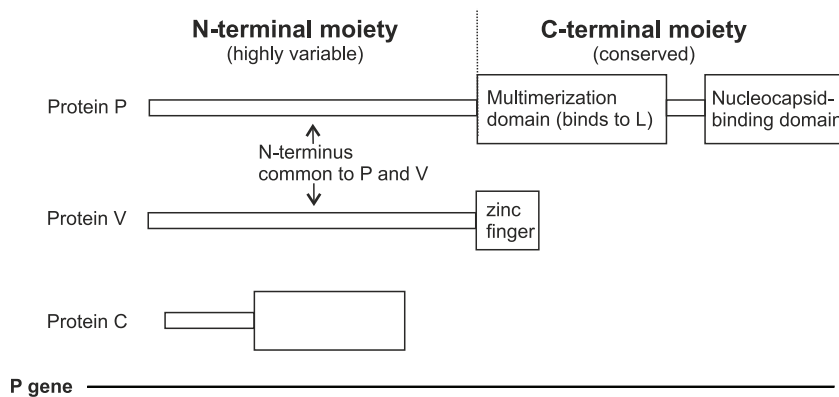 N-terminal moiety
(highly variable)
C-terminal moiety
(conserved)
Protein P
Multimerization
domain (binds to L)
Nucleocapsid-
binding domain
N-terminus
common to P and V
Protein V
zinc
finger
Protein C
P gene